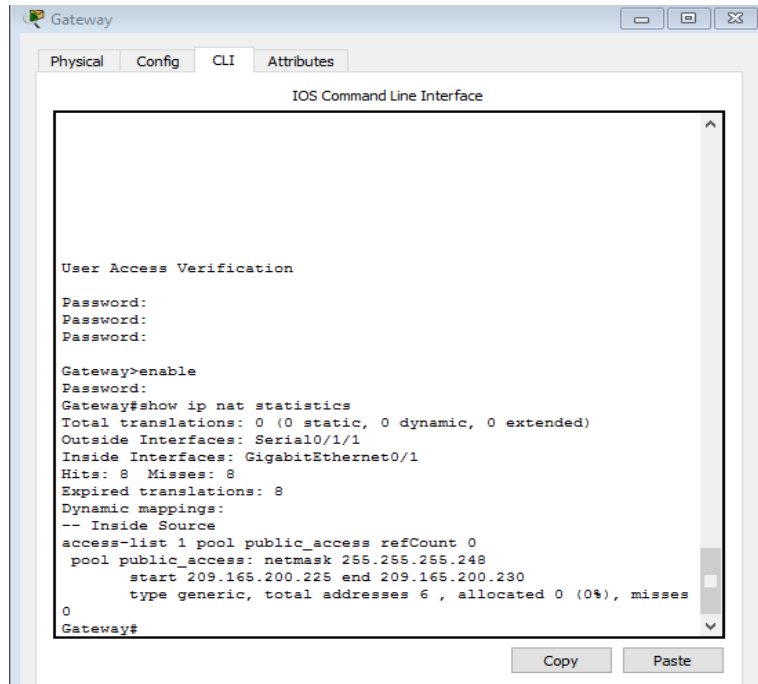 Gateway
Physical Config CLI Attributes
IOS Command Line Interface
User Access Verification
Password:
Password:
Password:
Gateway>enable
Password:
Gateway#show ip nat statistics
Total translations: 0 (0 static, 0 dynamic, 0 extended)
Outside Interfaces: Serial0/1/1
Inside Interfaces: GigabitEthernet0/1
Hits: 8  Misses: 8
Expired translations: 8
Dynamic mappings:
-- Inside Source
access-list 1 pool public_access refCount 0
 pool public_access: netmask 255.255.255.248
       start 209.165.200.225 end 209.165.200.230
       type generic, total addresses 6 , allocated 0 (0%), misses
0
Gateway#
Copy Paste